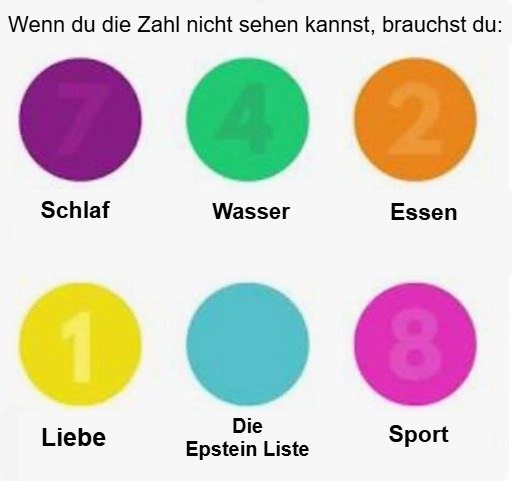 Wenn du die Zahl nicht sehen kannst, brauchst du:
7 4 2
Schlaf Wasser Essen
1 8
Liebe Die Epstein Liste Sport